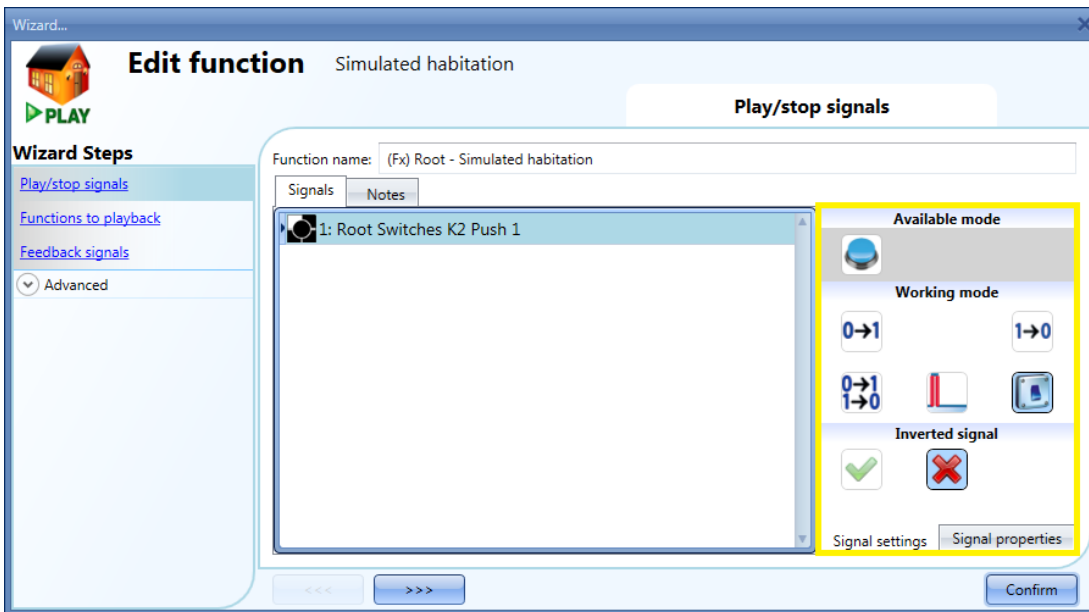 Wizard...
Edit function Simulated habitation
PLAY
Play/stop signals
Wizard Steps
Play/stop signals
Functions to playback
Feedback signals
Advanced
Function name: (Fx) Root - Simulated habitation
Signals Notes
1: Root Switches K2 Push 1
Available mode
Working mode
0→1 1→0
0→1
1→0
Inverted signal
Signal settings Signal properties
<<< >>> Confirm